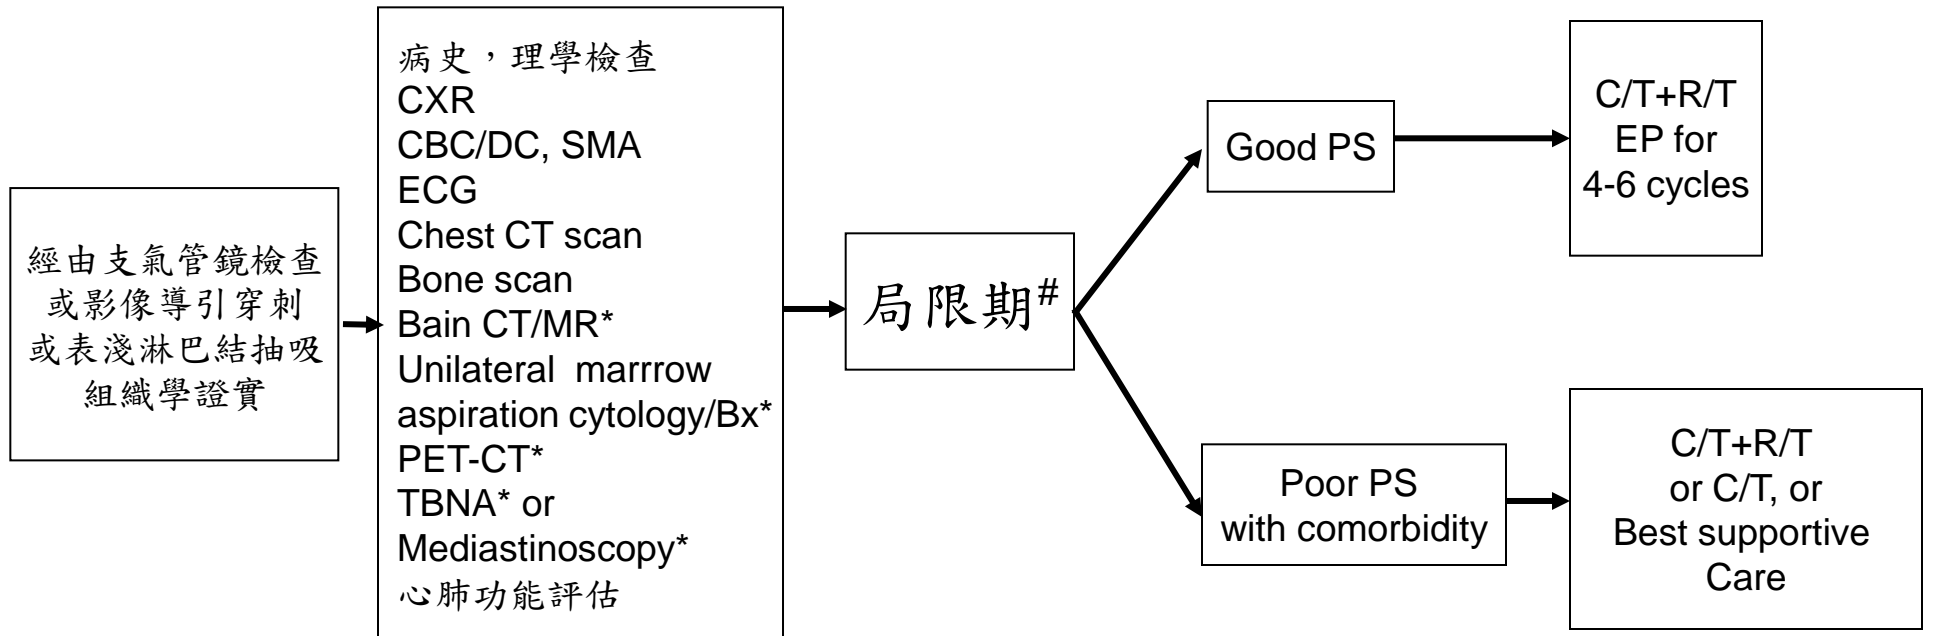 經由支氣管鏡檢查
或影像導引穿刺
或表淺淋巴結抽吸
組織學證實
病史，理學檢查
CXR
CBC/DC, SMA
ECG
Chest CT scan
Bone scan
Bain CT/MR*
Unilateral marrrow
aspiration cytology/Bx*
PET-CT*
TBNA* or
Mediastinoscopy*
心肺功能評估
局限期#
Good PS
C/T+R/T
EP for
4-6 cycles
Poor PS
with comorbidity
C/T+R/T
or C/T, or
Best supportive
Care